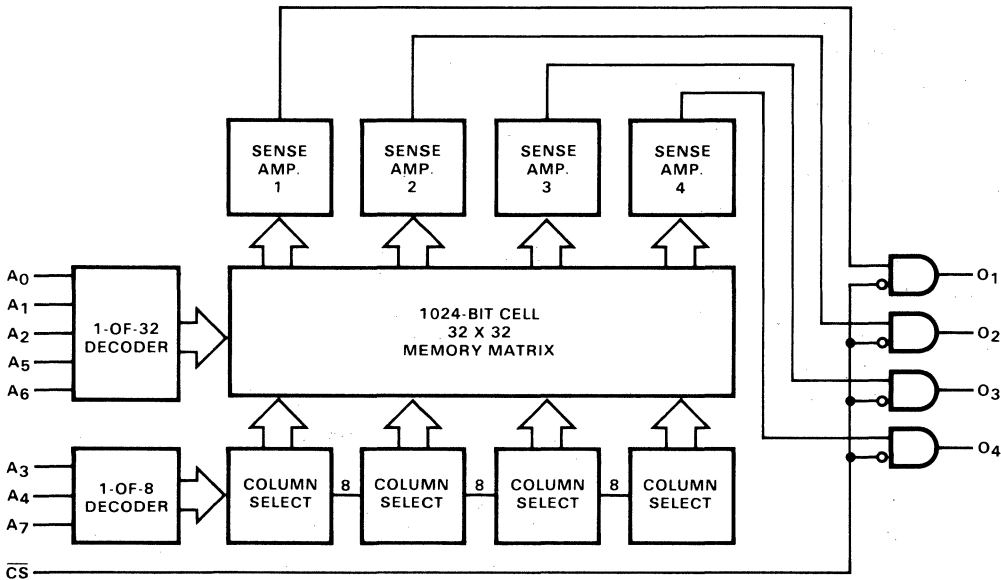 SENSE AMP. 1
SENSE AMP. 2
SENSE AMP. 3
SENSE AMP. 4
A0
A1
A2
A5
A6
1-OF-32
DECODER
1024-BIT CELL
32 X 32
MEMORY MATRIX
O1
O2
O3
O4
A3
A4
A7
1-OF-8
DECODER
COLUMN SELECT
8
COLUMN SELECT
8
COLUMN SELECT
8
COLUMN SELECT
C̅S̅